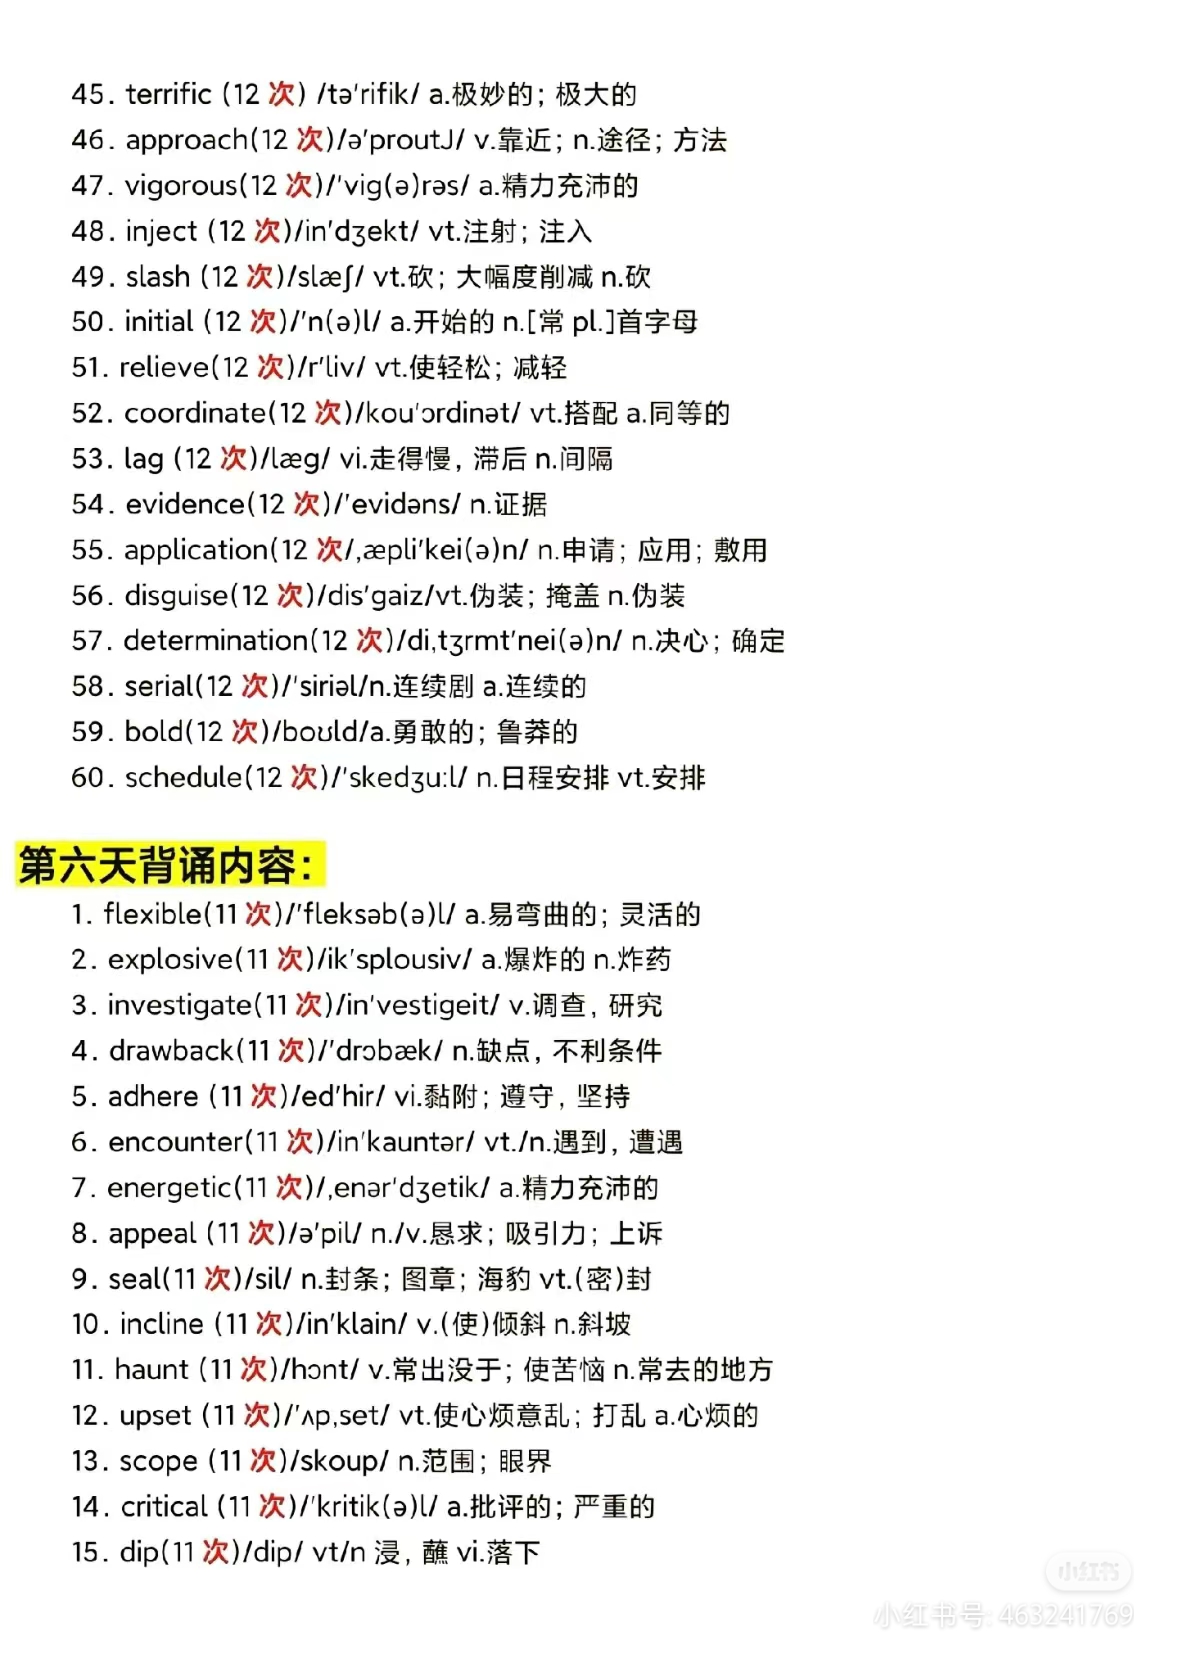 45. terrific (12 次) /tə'rifik/ a.极妙的; 极大的
46. approach(12 次)/ə'proutJ/ v.靠近; n.途径; 方法
47. vigorous(12 次)/'vig(ə)rəs/ a.精力充沛的
48. inject (12 次)/in'dʒekt/ vt.注射; 注入
49. slash (12 次)/slæʃ/ vt.砍; 大幅度削减 n.砍
50. initial (12 次)/'n(ə)l/ a.开始的 n.[常 pl.]首字母
51. relieve(12 次)/r'liv/ vt.使轻松; 减轻
52. coordinate(12 次)/kou'ɔrdinət/ vt.搭配 a.同等的
53. lag (12 次)/læg/ vi.走得慢, 滞后 n.间隔
54. evidence(12 次)/'evidəns/ n.证据
55. application(12 次/,æpli'kei(ə)n/ n.申请; 应用; 敷用
56. disguise(12 次)/dis'gaiz/vt.伪装; 掩盖 n.伪装
57. determination(12 次)/di,tʒrmt'nei(ə)n/ n.决心; 确定
58. serial(12 次)/'siriəl/n.连续剧 a.连续的
59. bold(12 次)/boʊld/a.勇敢的; 鲁莽的
60. schedule(12 次)/'skedʒu:l/ n.日程安排 vt.安排
第六天背诵内容:
1. flexible(11 次)/'fleksəb(ə)l/ a.易弯曲的; 灵活的
2. explosive(11 次)/ik'splousiv/ a.爆炸的 n.炸药
3. investigate(11 次)/in'vestigeit/ v.调查, 研究
4. drawback(11 次)/'drɔbæk/ n.缺点, 不利条件
5. adhere (11 次)/ed'hir/ vi.黏附; 遵守, 坚持
6. encounter(11 次)/in'kauntər/ vt./n.遇到, 遭遇
7. energetic(11 次)/,enər'dʒetik/ a.精力充沛的
8. appeal (11 次)/ə'pil/ n./v.恳求; 吸引力; 上诉
9. seal(11 次)/sil/ n.封条; 图章; 海豹 vt.(密)封
10. incline (11 次)/in'klain/ v.(使)倾斜 n.斜坡
11. haunt (11 次)/hɔnt/ v.常出没于; 使苦恼 n.常去的地方
12. upset (11 次)/'ʌp,set/ vt.使心烦意乱; 打乱 a.心烦的
13. scope (11 次)/skoup/ n.范围; 眼界
14. critical (11 次)/'kritik(ə)l/ a.批评的; 严重的
15. dip(11 次)/dip/ vt/n 浸, 蘸 vi.落下
小红书
小红书号: 463241769